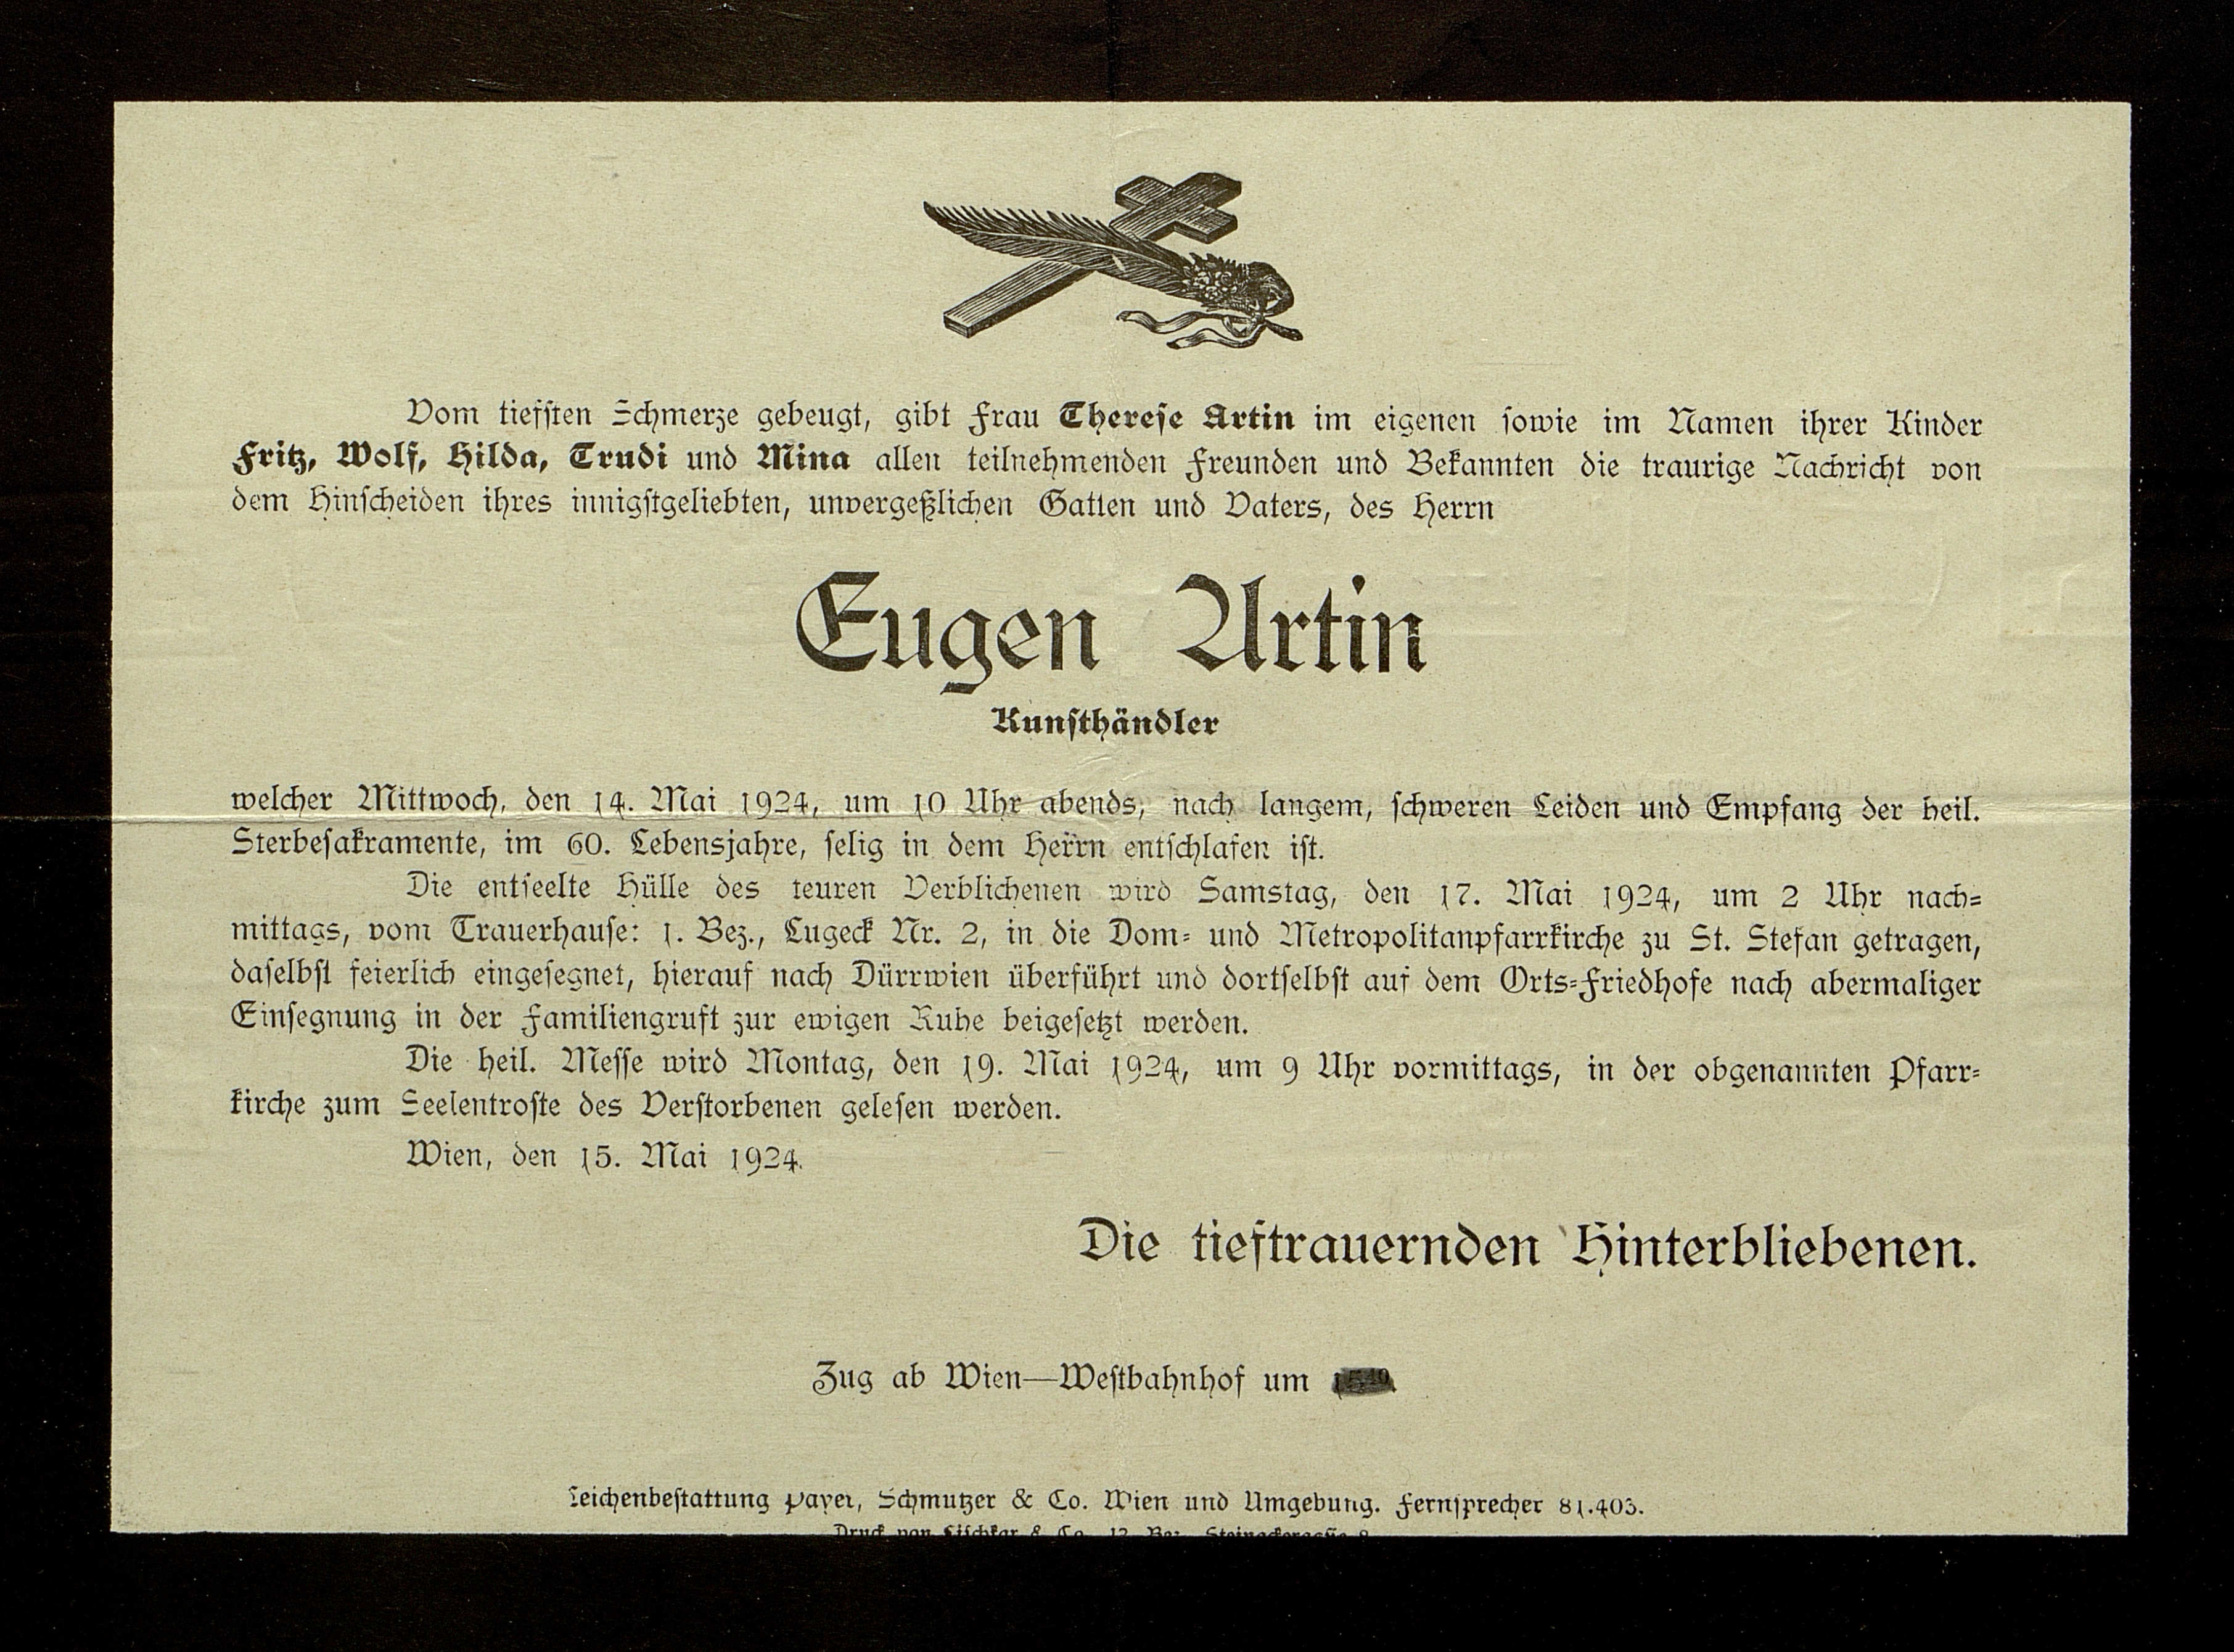 Vom tiefsten Schmerze gebeugt, gibt Frau Therese Artin im eigenen sowie im Namen ihrer Kinder
Fritz, Wolf, Hilda, Trudi und Mina allen teilnehmenden Freunden und Bekannten die traurige Nachricht von
dem Hinscheiden ihres innigstgeliebten, unvergeßlichen Gatten und Vaters, des Herrn
Eugen Artin
Kunsthändler
welcher Mittwoch, den 14. Mai 1924, um 10 Uhr abends, nach langem, schweren Leiden und Empfang der heil.
Sterbesakramente, im 60. Lebensjahre, selig in dem Herrn entschlafen ist.
Die entseelte Hülle des teuren Verblichenen wird Samstag, den 17. Mai 1924, um 2 Uhr nach-
mittags, vom Trauerhause: 1. Bez., Lugeck Nr. 2, in die Dom- und Metropolitanpfarrkirche zu St. Stefan getragen,
daselbst feierlich eingesegnet, hierauf nach Dürrwien überführt und dortselbst auf dem Orts-Friedhofe nach abermaliger
Einsegnung in der Familiengruft zur ewigen Ruhe beigesetzt werden.
Die heil. Messe wird Montag, den 19. Mai 1924, um 9 Uhr vormittags, in der obgenannten Pfarr-
kirche zum Seelentroste des Verstorbenen gelesen werden.
Wien, den 15. Mai 1924.
Die tieftrauernden Hinterbliebenen.
Zug ab Wien—Westbahnhof um
Leichenbestattung Payer, Schmutzer & Co. Wien und Umgebung. Fernsprecher 81.403.
Druck von Lischkar & Co., 12. Bez., Steinackergasse 8